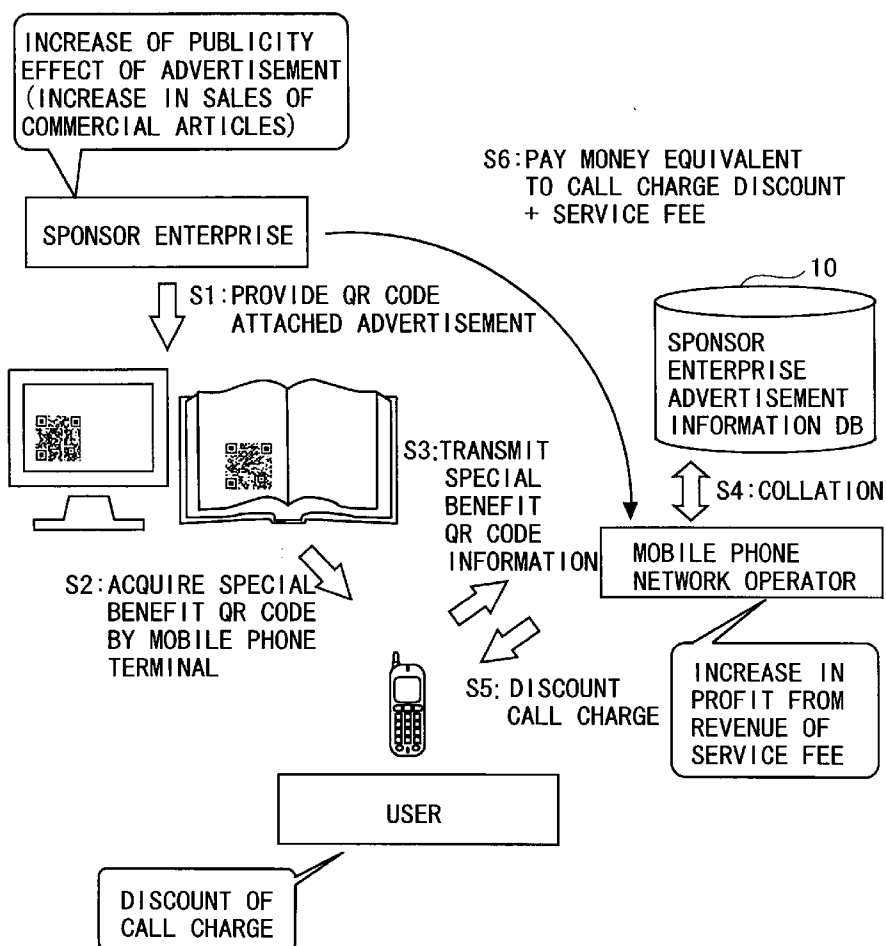 INCREASE OF PUBLICITY
EFFECT OF ADVERTISEMENT
(INCREASE IN SALES OF
COMMERCIAL ARTICLES)
SPONSOR ENTERPRISE
S6:PAY MONEY EQUIVALENT
TO CALL CHARGE DISCOUNT
+ SERVICE FEE
S1:PROVIDE QR CODE
ATTACHED ADVERTISEMENT
10
SPONSOR
ENTERPRISE
ADVERTISEMENT
INFORMATION DB
S3:TRANSMIT
SPECIAL
BENEFIT
QR CODE
INFORMATION
S4:COLLATION
MOBILE PHONE
NETWORK OPERATOR
S2:ACQUIRE SPECIAL
BENEFIT QR CODE
BY MOBILE PHONE
TERMINAL
S5:DISCOUNT
CALL CHARGE
INCREASE IN
PROFIT FROM
REVENUE OF
SERVICE FEE
USER
DISCOUNT OF
CALL CHARGE